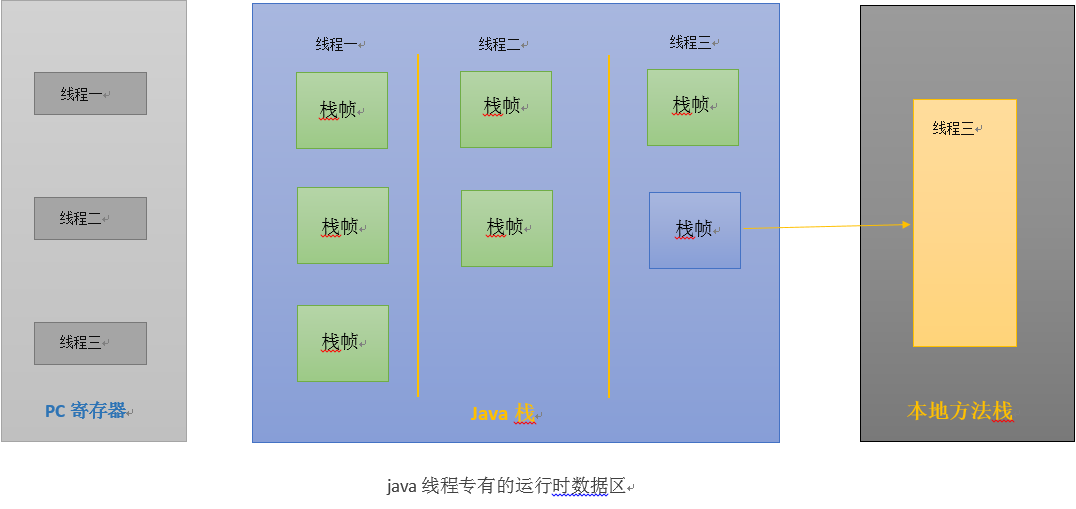 线程一
线程二
线程三
PC 寄存器
线程一
线程二
线程三
栈帧
栈帧
栈帧
栈帧
栈帧
栈帧
栈帧
Java 栈
线程三
本地方法栈
java 线程专有的运行时数据区